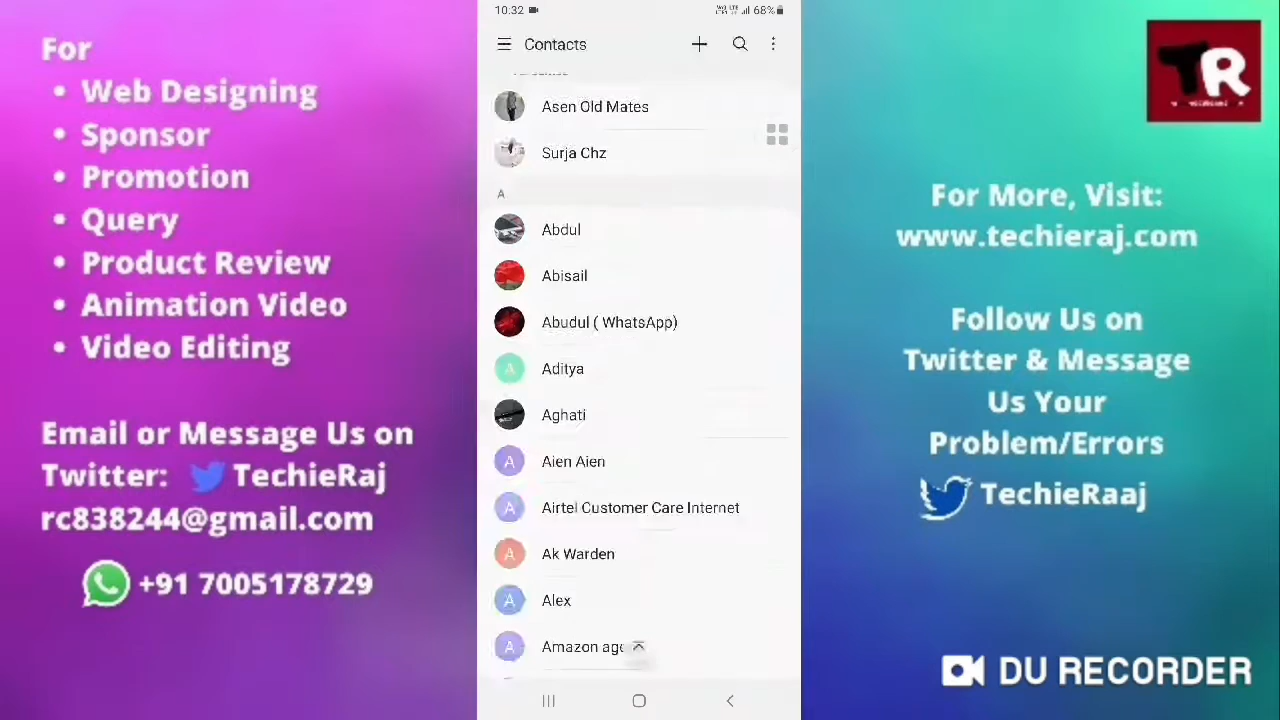 For
• Web Designing
• Sponsor
• Promotion
• Query
• Product Review
• Animation Video
• Video Editing
Email or Message Us on
Twitter: TechieRaj
rc838244@gmail.com
+91 7005178729
10:32
68%
Contacts
Asen Old Mates
Surja Chz
A
Abdul
Abisail
Abudul ( WhatsApp)
A Aditya
Aghati
A Aien Aien
A Airtel Customer Care Internet
A Ak Warden
A Alex
A Amazon
TR
For More, Visit:
www.techieraj.com
Follow Us on
Twitter & Message
Us Your
Problem/Errors
TechieRaaj
DU RECORDER